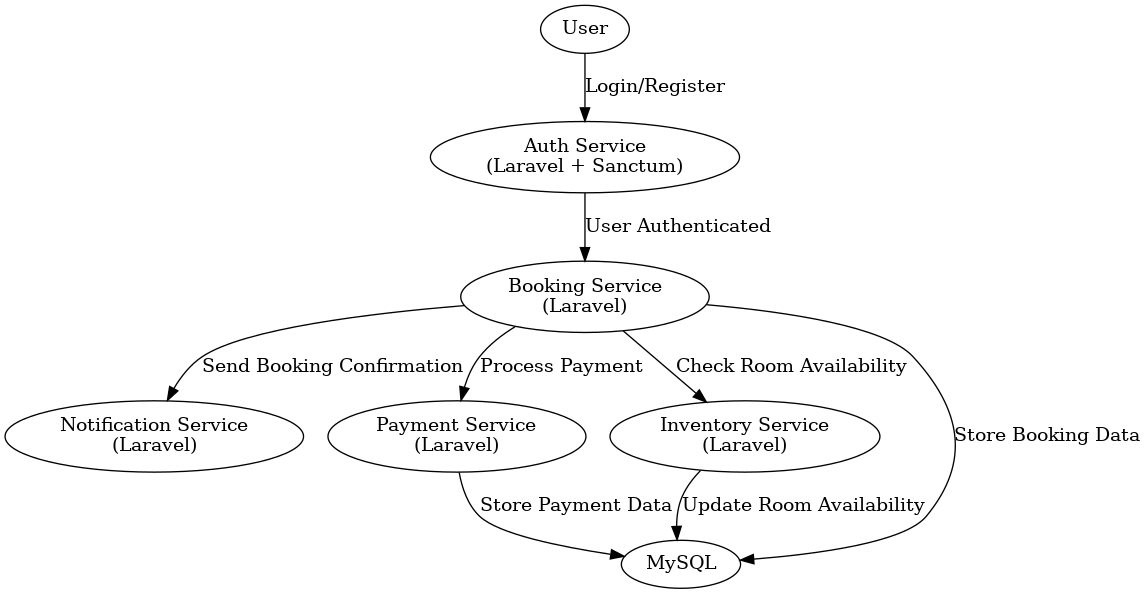 User
Login/Register
Auth Service
(Laravel + Sanctum)
User Authenticated
Booking Service
(Laravel)
Send Booking Confirmation
Process Payment
Check Room Availability
Notification Service
(Laravel)
Payment Service
(Laravel)
Inventory Service
(Laravel)
Store Booking Data
Store Payment Data
Update Room Availability
MySQL